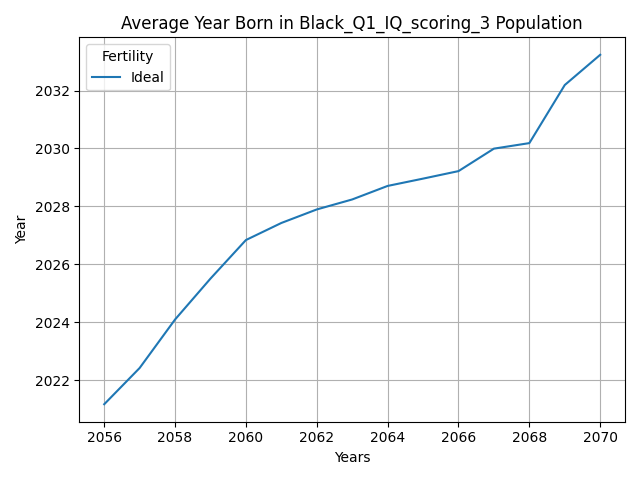 Average Year Born in Black_Q1_IQ_scoring_3 Population
Fertility
Ideal
2032
2030
2028
2026
2024
2022
Year
2056 2058 2060 2062 2064 2066 2068 2070
Years